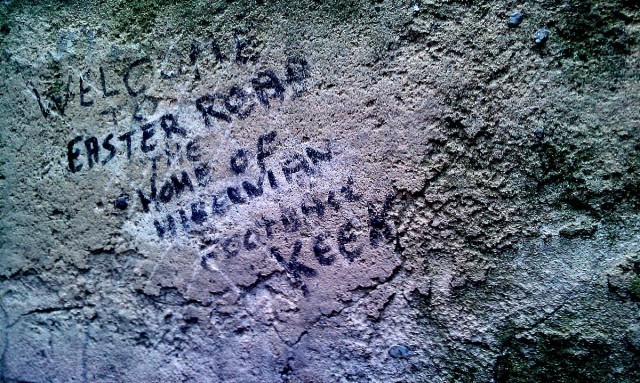 WELCOME
TO
EASTER ROAD
THE
HOME OF
HIBERNIAN
FOOTBALL
KEEK